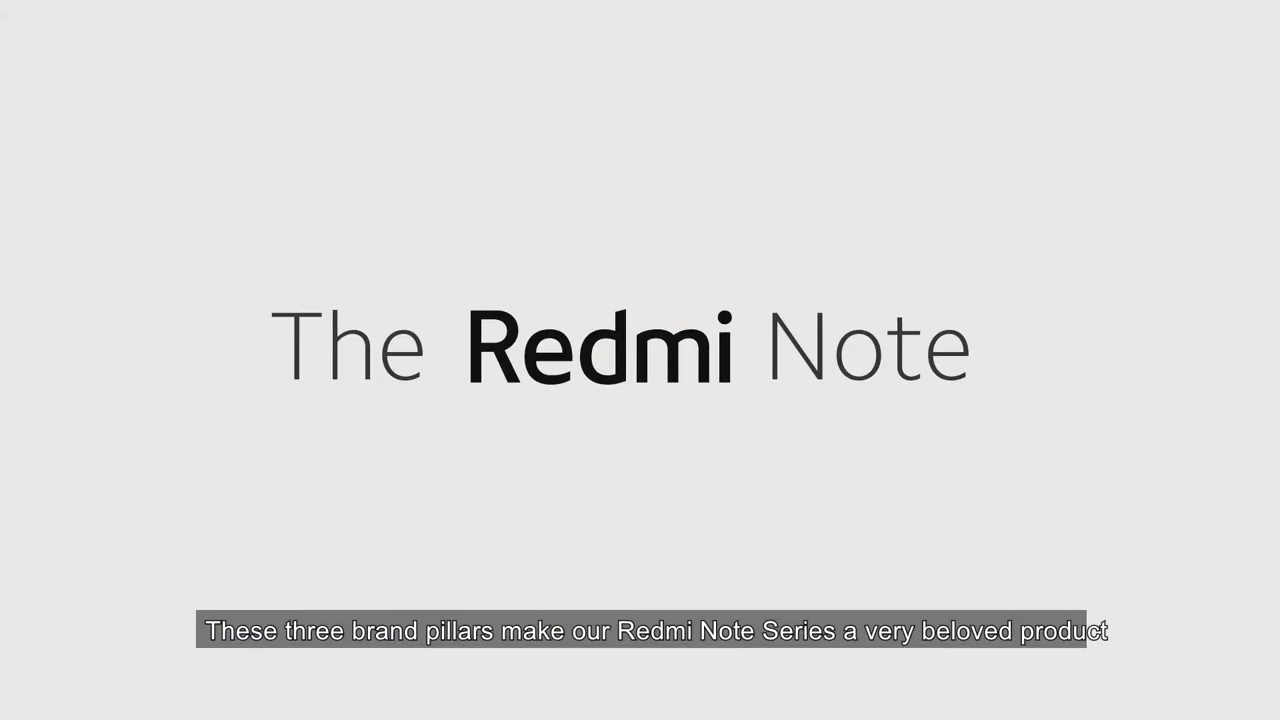 The Redmi Note
These three brand pillars make our Redmi Note Series a very beloved product